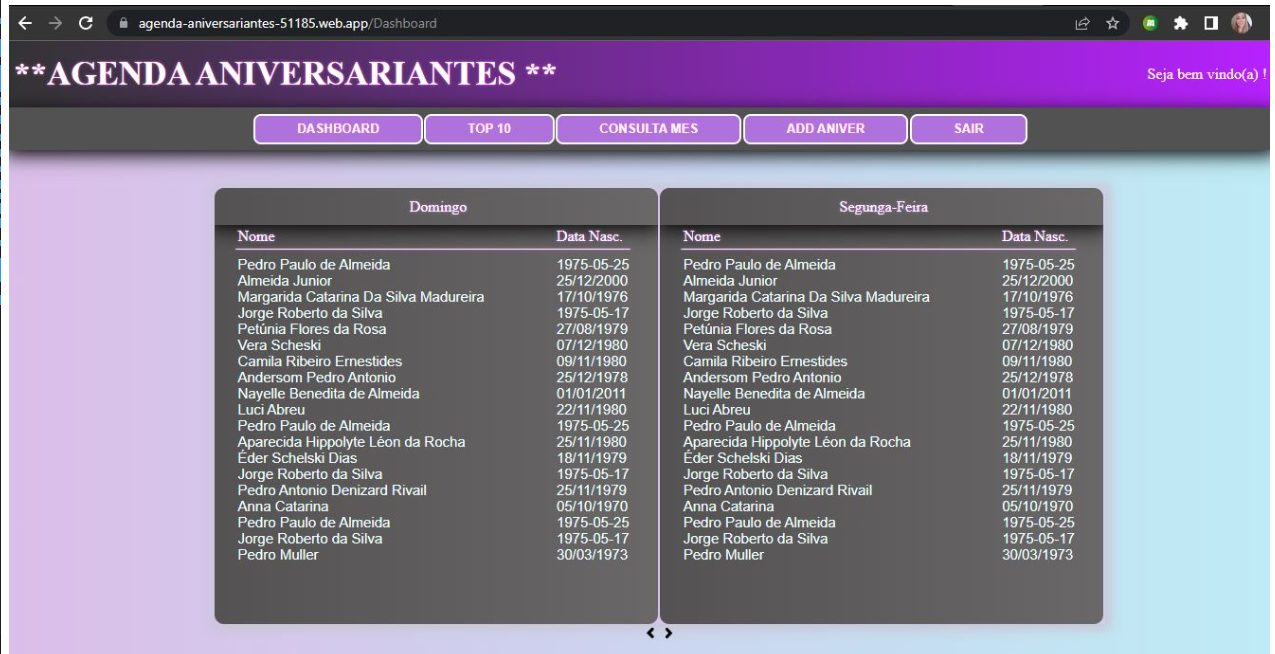 agenda-aniversariantes-51185.web.app/Dashboard
**AGENDA ANIVERSARIANTES **
Seja bem vindo(a) !
DASHBOARD TOP 10 CONSULTA MES ADD ANIVER SAIR
Domingo
Nome Data Nasc.
Pedro Paulo de Almeida 1975-05-25
Almeida Junior 25/12/2000
Margarida Catarina Da Silva Madureira 17/10/1976
Jorge Roberto da Silva 1975-05-17
Petúnia Flores da Rosa 27/08/1979
Vera Scheski 07/12/1980
Camila Ribeiro Ernestides 09/11/1980
Andersom Pedro Antonio 25/12/1978
Nayelle Benedita de Almeida 01/01/2011
Luci Abreu 22/11/1980
Pedro Paulo de Almeida 1975-05-25
Aparecida Hippolyte Léon da Rocha 25/11/1980
Éder Schelski Dias 18/11/1979
Jorge Roberto da Silva 1975-05-17
Pedro Antonio Denizard Rivail 25/11/1979
Anna Catarina 05/10/1970
Pedro Paulo de Almeida 1975-05-25
Jorge Roberto da Silva 1975-05-17
Pedro Muller 30/03/1973
Segunga-Feira
Nome Data Nasc.
Pedro Paulo de Almeida 1975-05-25
Almeida Junior 25/12/2000
Margarida Catarina Da Silva Madureira 17/10/1976
Jorge Roberto da Silva 1975-05-17
Petúnia Flores da Rosa 27/08/1979
Vera Scheski 07/12/1980
Camila Ribeiro Ernestides 09/11/1980
Andersom Pedro Antonio 25/12/1978
Nayelle Benedita de Almeida 01/01/2011
Luci Abreu 22/11/1980
Pedro Paulo de Almeida 1975-05-25
Aparecida Hippolyte Léon da Rocha 25/11/1980
Éder Schelski Dias 18/11/1979
Jorge Roberto da Silva 1975-05-17
Pedro Antonio Denizard Rivail 25/11/1979
Anna Catarina 05/10/1970
Pedro Paulo de Almeida 1975-05-25
Jorge Roberto da Silva 1975-05-17
Pedro Muller 30/03/1973